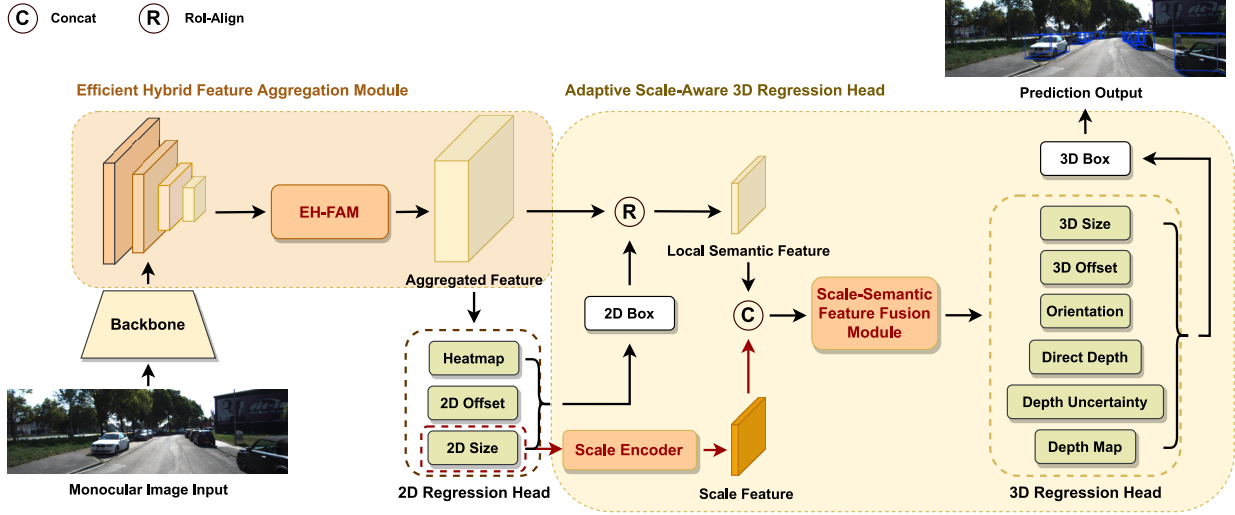 C Concat R RoI-Align
Efficient Hybrid Feature Aggregation Module
Adaptive Scale-Aware 3D Regression Head
Prediction Output
3D Box
EH-FAM
R
3D Size
Local Semantic Feature
Aggregated Feature
3D Offset
Backbone
2D Box
C
Scale-Semantic
Feature Fusion
Module
Orientation
Heatmap
Direct Depth
2D Offset
Depth Uncertainty
2D Size
Scale Encoder
Depth Map
Monocular Image Input
2D Regression Head
Scale Feature
3D Regression Head